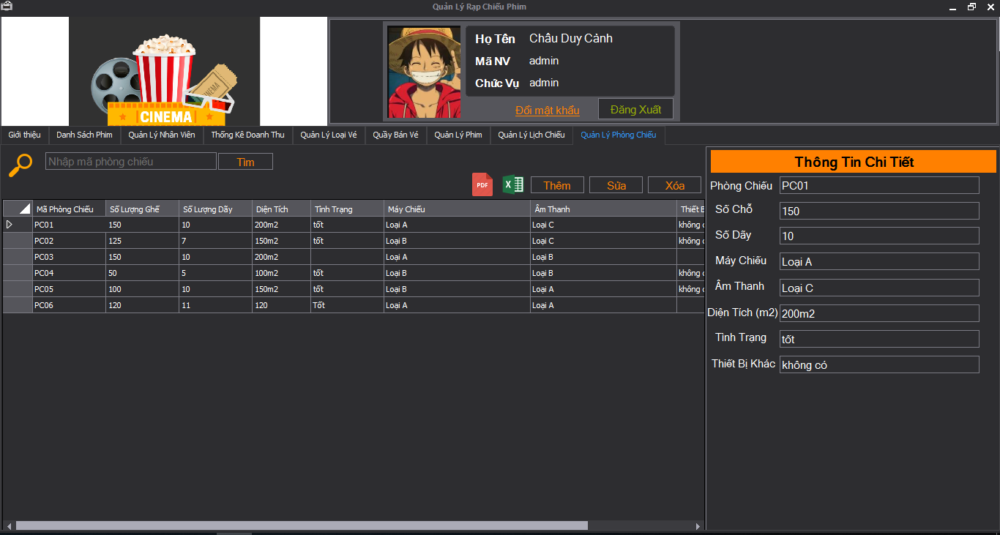 Quản Lý Rạp Chiếu Phim
CINEMA
CINEMA
Họ Tên Châu Duy Cảnh
Mã NV admin
Chức Vụ admin
Đổi mật khẩu Đăng Xuất
Giới thiệu Danh Sách Phim Quản Lý Nhân Viên Thống Kê Doanh Thu Quản Lý Loại Vé Quầy Bán Vé Quản Lý Phim Quản Lý Lịch Chiếu Quản Lý Phòng Chiếu
Nhập mã phòng chiếu Tìm
PDF X Thêm Sửa Xóa
Mã Phòng Chiếu Số Lượng Ghế Số Lượng Dãy Diện Tích Tình Trạng Máy Chiếu Âm Thanh Thiết B
PC01 150 10 200m2 tốt Loại A Loại C không c
PC02 125 7 150m2 tốt Loại B Loại C không c
PC03 150 10 200m2 Loại A Loại B
PC04 50 5 100m2 tốt Loại B Loại B không c
PC05 100 10 150m2 tốt Loại B Loại A không c
PC06 120 11 120 Tốt Loại A Loại A
Thông Tin Chi Tiết
Phòng Chiếu PC01
Số Chỗ 150
Số Dãy 10
Máy Chiếu Loại A
Âm Thanh Loại C
Diện Tích (m2) 200m2
Tình Trạng tốt
Thiết Bị Khác không có